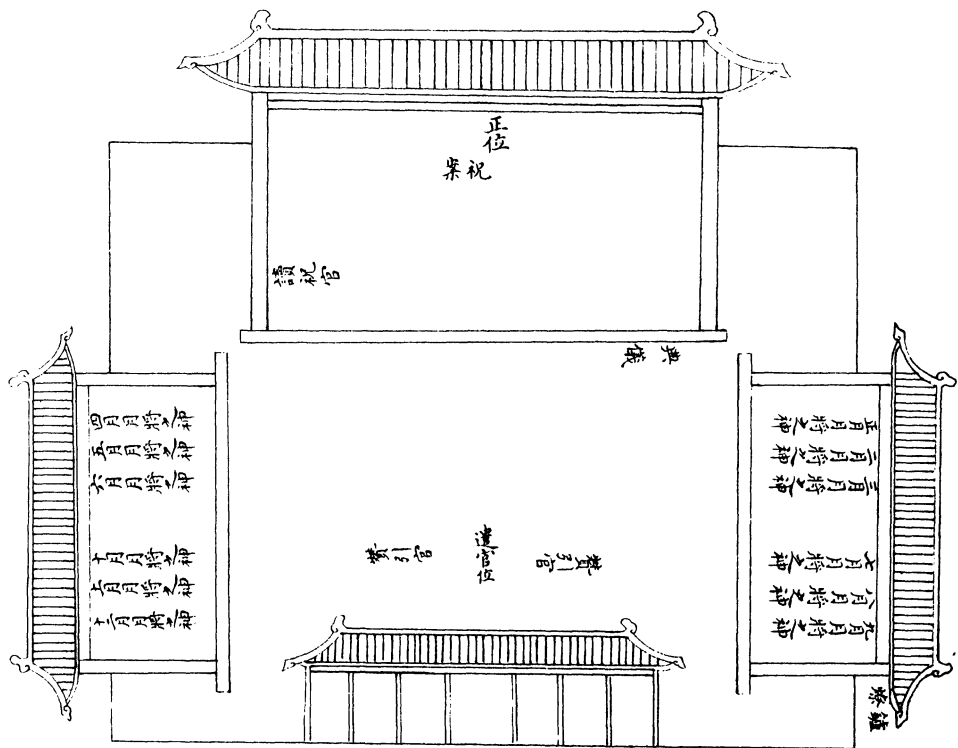 正位
祝案
讀祝官
典儀
正月月將之神
二月月將之神
三月月將之神
七月月將之神
八月月將之神
九月月將之神
四月月將之神
五月月將之神
六月月將之神
十月月將之神
十一月月將之神
十二月月將之神
贊引官
遣官位
贊引官